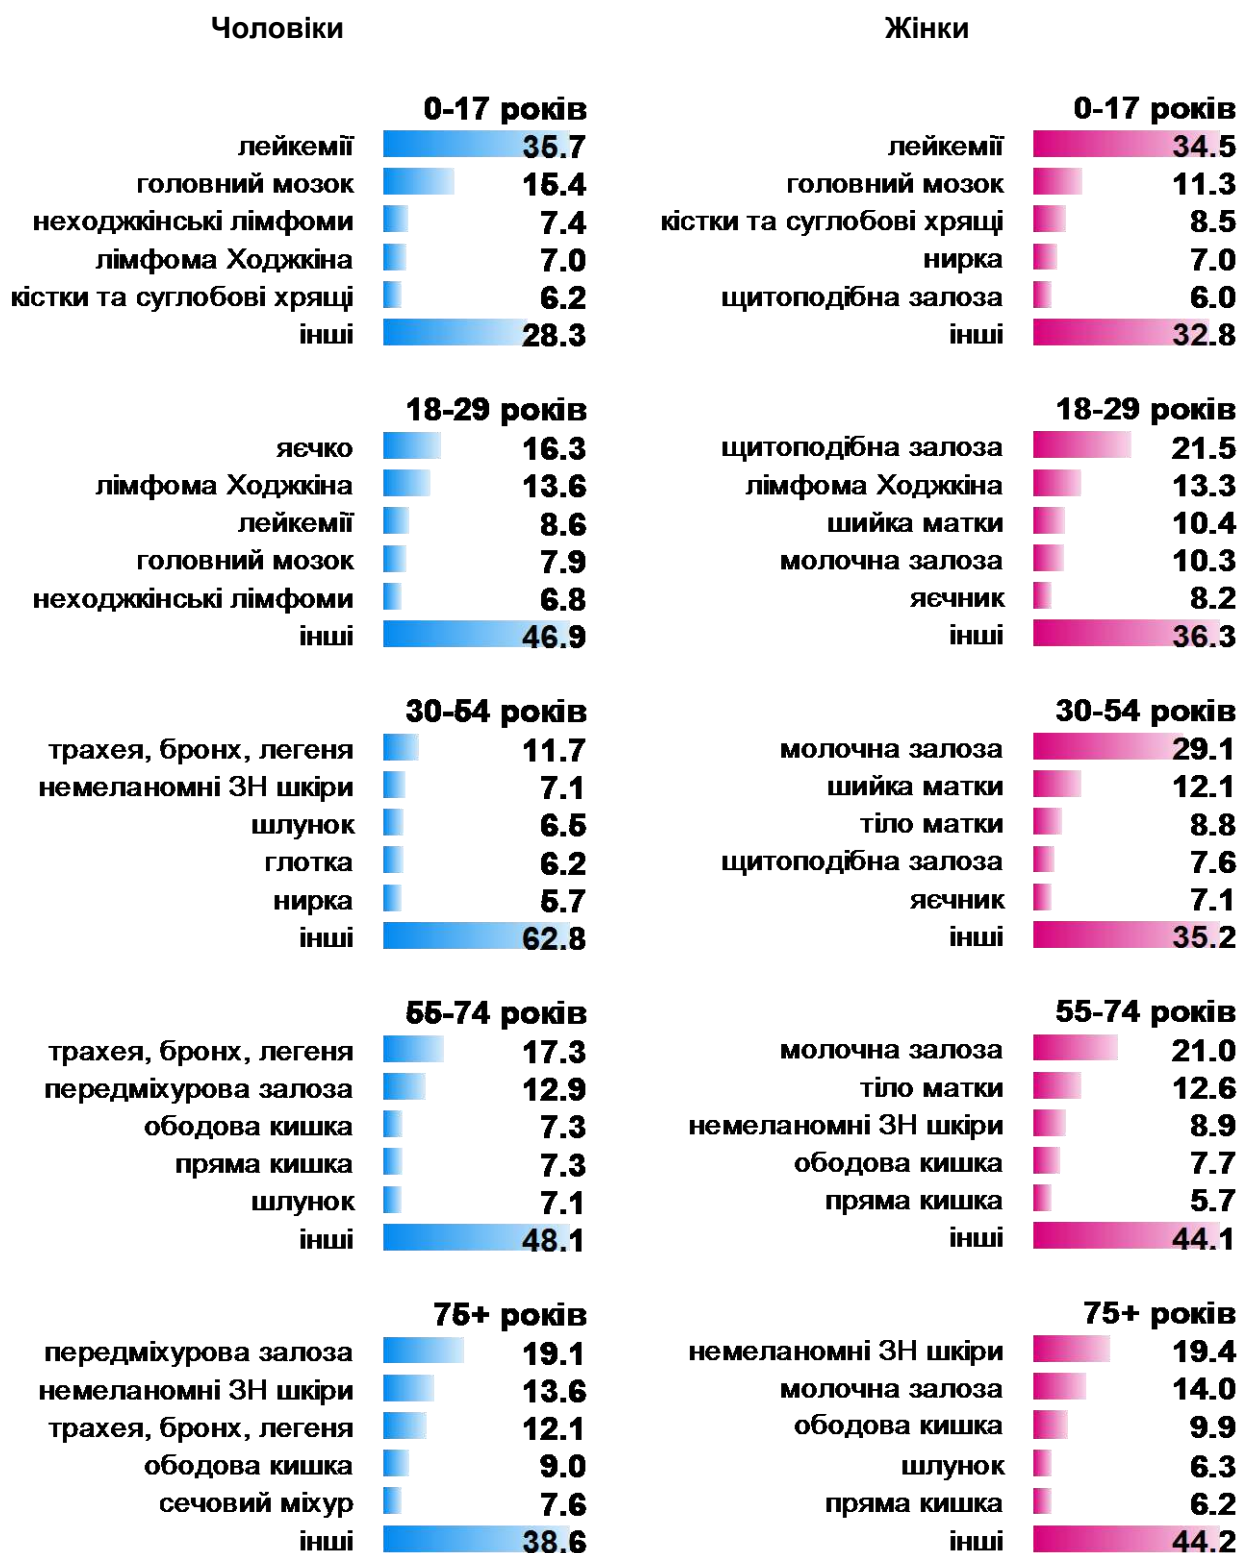 Чоловіки
0-17 років
лейкемії 35.7
головний мозок 15.4
неходжкінські лімфоми 7.4
лімфома Ходжкіна 7.0
кістки та суглобові хрящі 6.2
інші 28.3
18-29 років
яєчко 16.3
лімфома Ходжкіна 13.6
лейкемії 8.6
головний мозок 7.9
неходжкінські лімфоми 6.8
інші 46.9
30-54 років
трахея, бронх, легеня 11.7
немеланомні ЗН шкіри 7.1
шлунок 6.5
глотка 6.2
нирка 5.7
інші 62.8
55-74 років
трахея, бронх, легеня 17.3
передміхурова залоза 12.9
ободова кишка 7.3
пряма кишка 7.3
шлунок 7.1
інші 48.1
75+ років
передміхурова залоза 19.1
немеланомні ЗН шкіри 13.6
трахея, бронх, легеня 12.1
ободова кишка 9.0
сечовий міхур 7.6
інші 38.6
Жінки
0-17 років
лейкемії 34.5
головний мозок 11.3
кістки та суглобові хрящі 8.5
нирка 7.0
щитоподібна залоза 6.0
інші 32.8
18-29 років
щитоподібна залоза 21.5
лімфома Ходжкіна 13.3
шийка матки 10.4
молочна залоза 10.3
яєчник 8.2
інші 36.3
30-54 років
молочна залоза 29.1
шийка матки 12.1
тіло матки 8.8
щитоподібна залоза 7.6
яєчник 7.1
інші 35.2
55-74 років
молочна залоза 21.0
тіло матки 12.6
немеланомні ЗН шкіри 8.9
ободова кишка 7.7
пряма кишка 5.7
інші 44.1
75+ років
немеланомні ЗН шкіри 19.4
молочна залоза 14.0
ободова кишка 9.9
шлунок 6.3
пряма кишка 6.2
інші 44.2